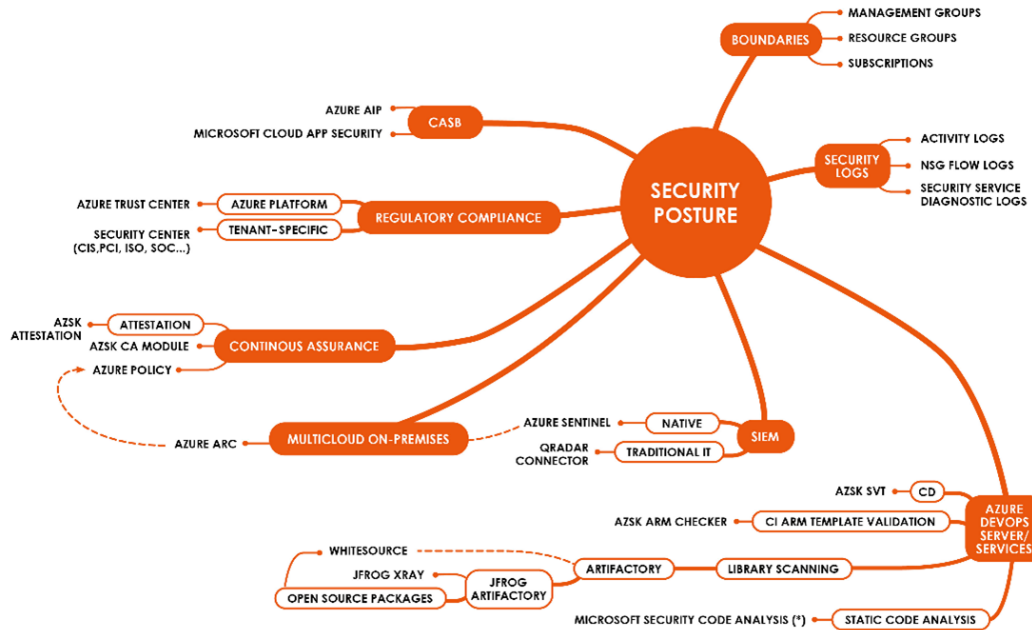 MANAGEMENT GROUPS
BOUNDARIES
RESOURCE GROUPS
SUBSCRIPTIONS
AZURE AIP
CASB
MICROSOFT CLOUD APP SECURITY
ACTIVITY LOGS
SECURITY
LOGS
NSG FLOW LOGS
SECURITY SERVICE
DIAGNOSTIC LOGS
SECURITY
POSTURE
AZURE TRUST CENTER
AZURE PLATFORM
REGULATORY COMPLIANCE
SECURITY CENTER
(CIS,PCI, ISO, SOC...)
TENANT-SPECIFIC
AZSK
ATTESTATION
ATTESTATION
CONTINOUS ASSURANCE
AZSK CA MODULE
AZURE POLICY
AZURE ARC
MULTICLOUD ON-PREMISES
AZURE SENTINEL
NATIVE
SIEM
QRADAR
CONNECTOR
TRADITIONAL IT
AZSK SVT
CD
AZURE
DEVOPS
SERVER/
SERVICES
AZSK ARM CHECKER
CI ARM TEMPLATE VALIDATION
WHITESOURCE
ARTIFACTORY
LIBRARY SCANNING
JFROG XRAY
JFROG
ARTIFACTORY
OPEN SOURCE PACKAGES
MICROSOFT SECURITY CODE ANALYSIS (*)
STATIC CODE ANALYSIS